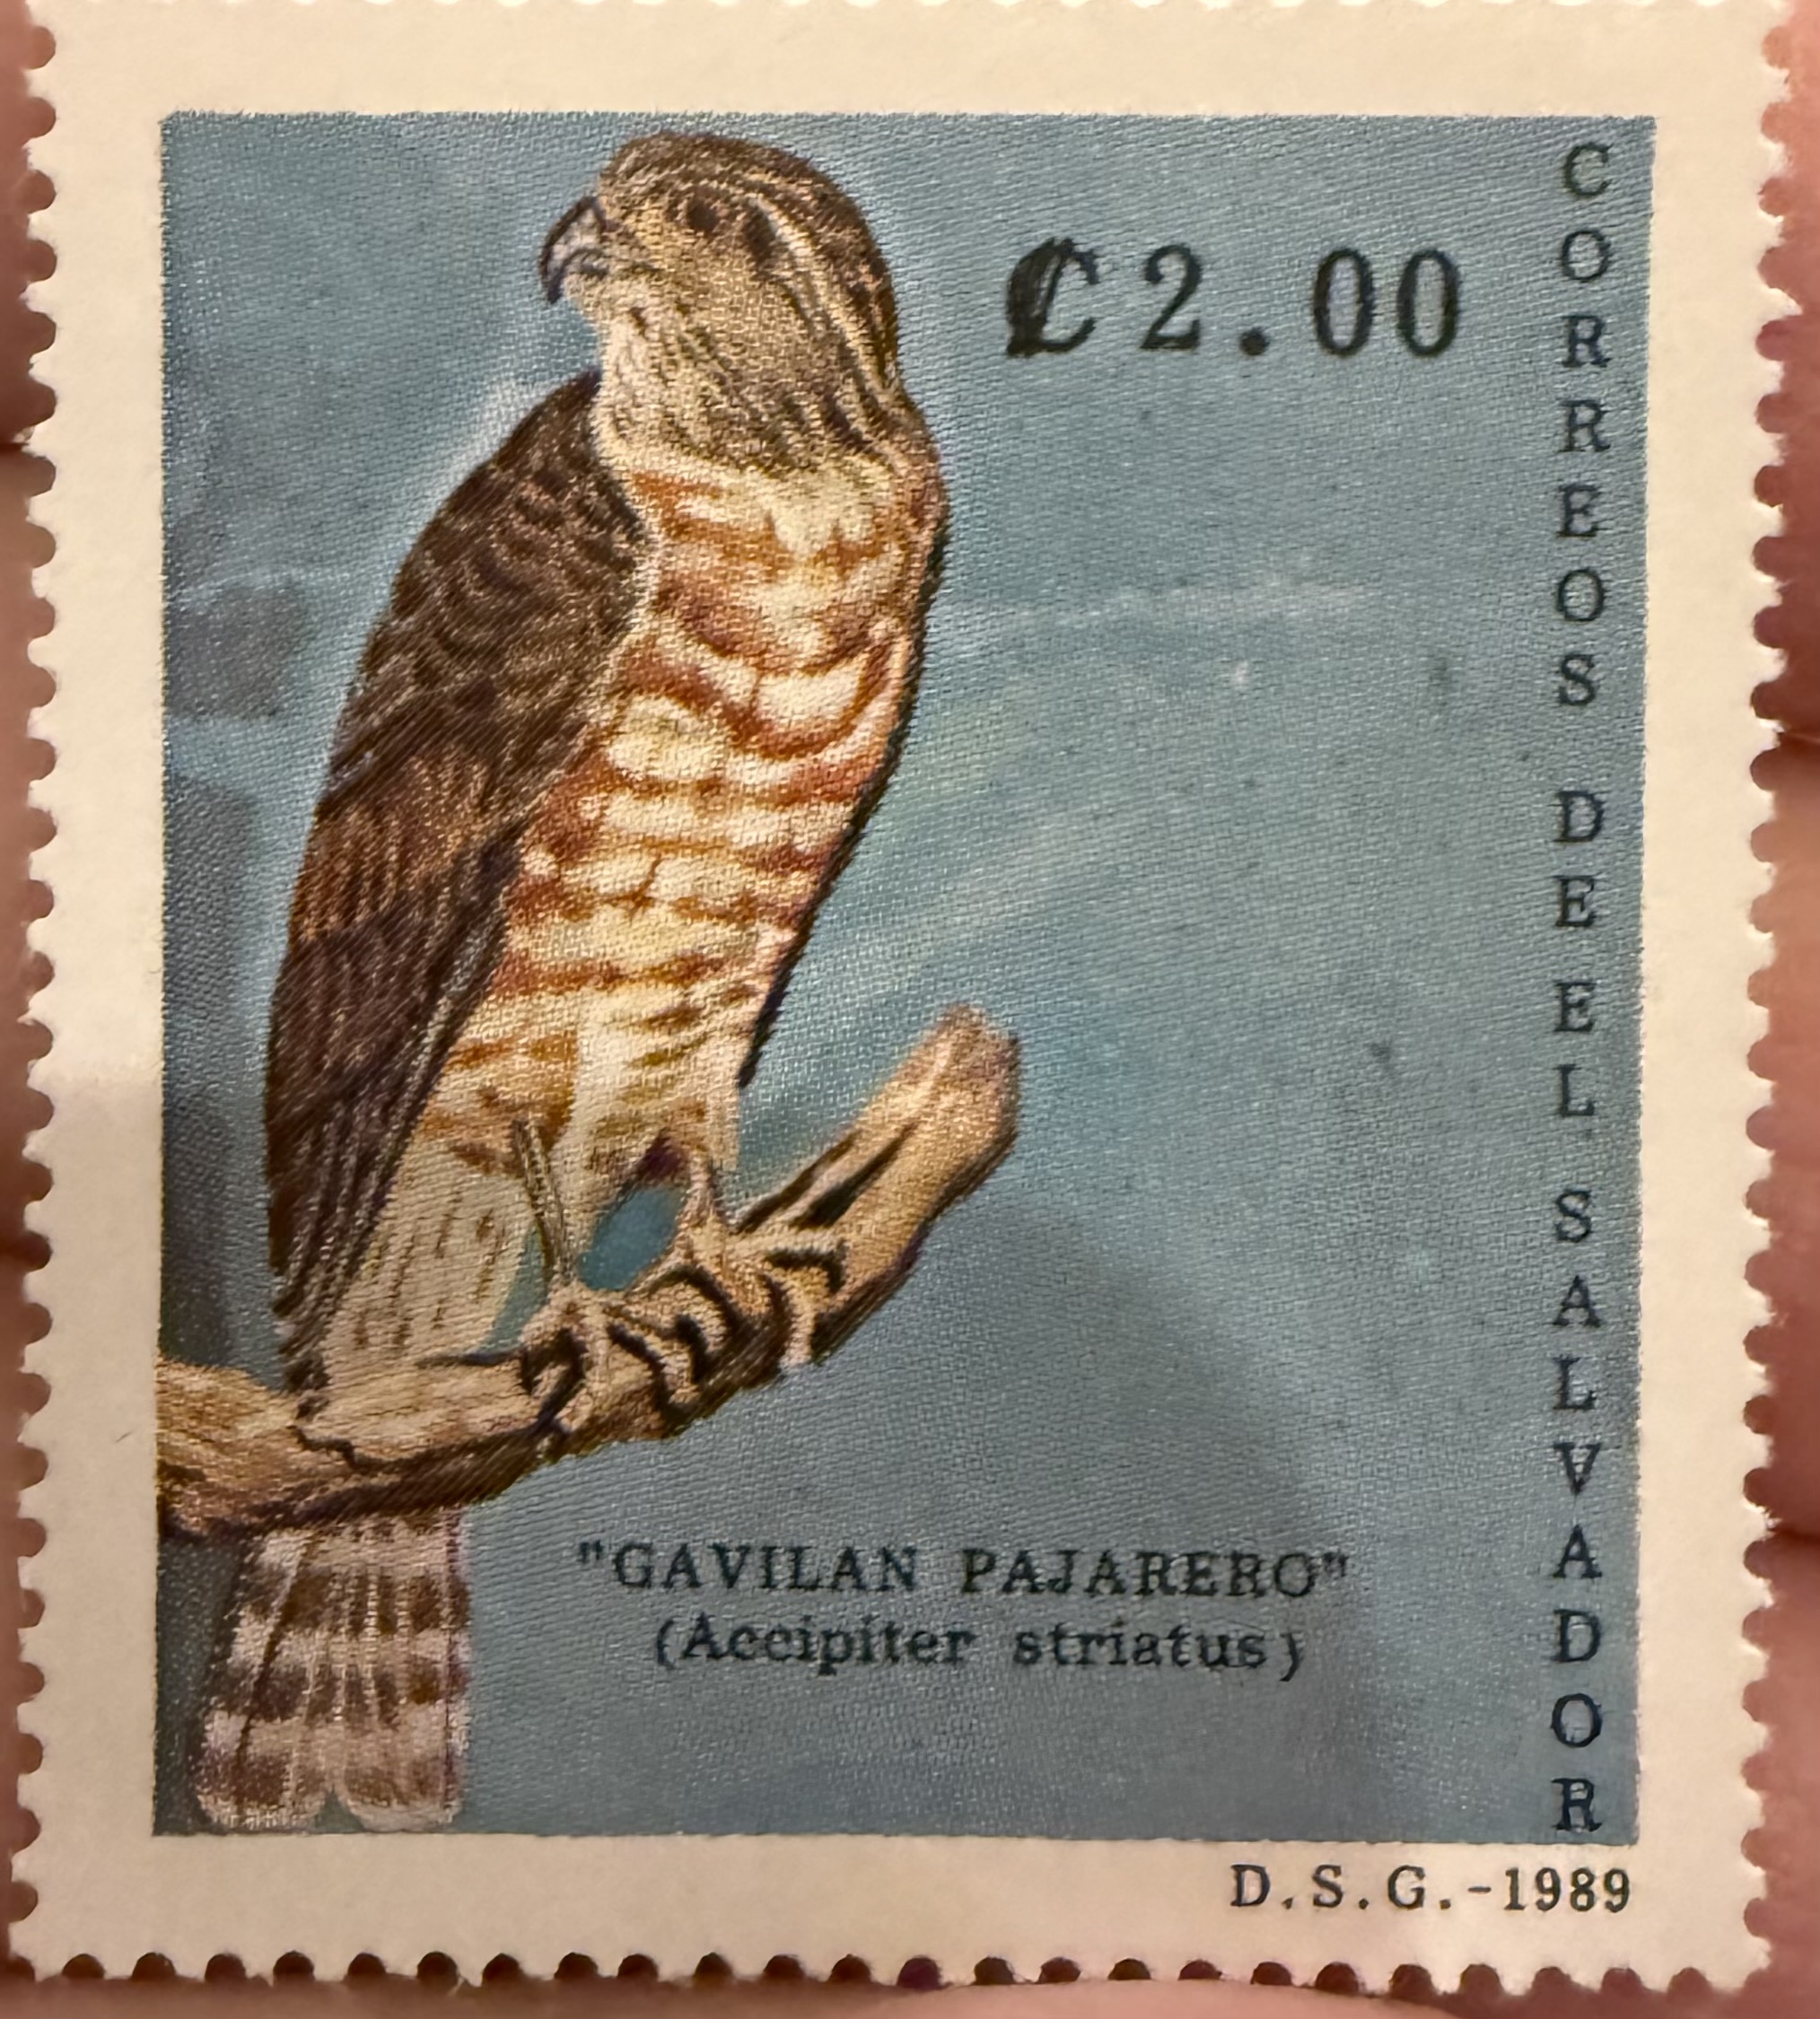 ₡2.00
CORREOS DE EL SALVADOR
"GAVILAN PAJARERO"
(Accipiter striatus)
D.S.G.-1989